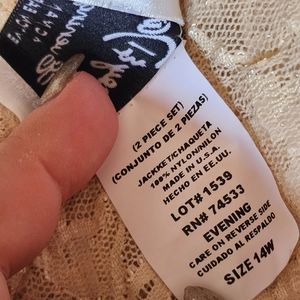 (2 PIECE SET)
(CONJUNTO DE 2 PIEZAS)
JACKKET/CHAQUETA
100% NYLON/NILON
MADE IN U.S.A.
HECHO EN EE.UU.
LOT# 1539
RN# 74533
EVENING
CARE ON REVERSE SIDE
CUIDADO AL RESPALDO
SIZE 14W